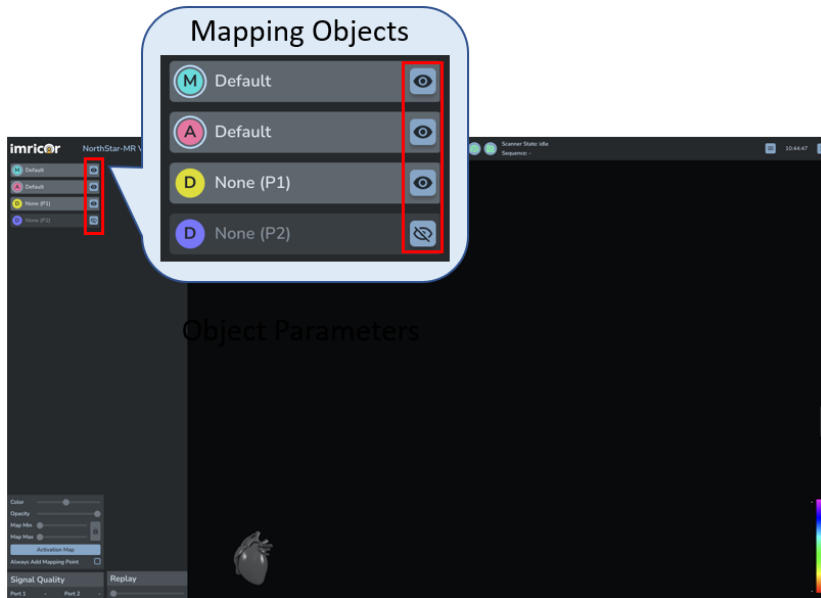 Mapping Objects
M Default
A Default
D None (P1)
D None (P2)
imricor NorthStar-MR V
Scanner State: idle
Sequence: -
10:44:47
M Default
A Default
D None (P1)
D None (P2)
Object Parameters
Color
Opacity
Map Min
Map Max
Activation Map
Always Add Mapping Point
Signal Quality Replay
Port 1 - Port 2 -